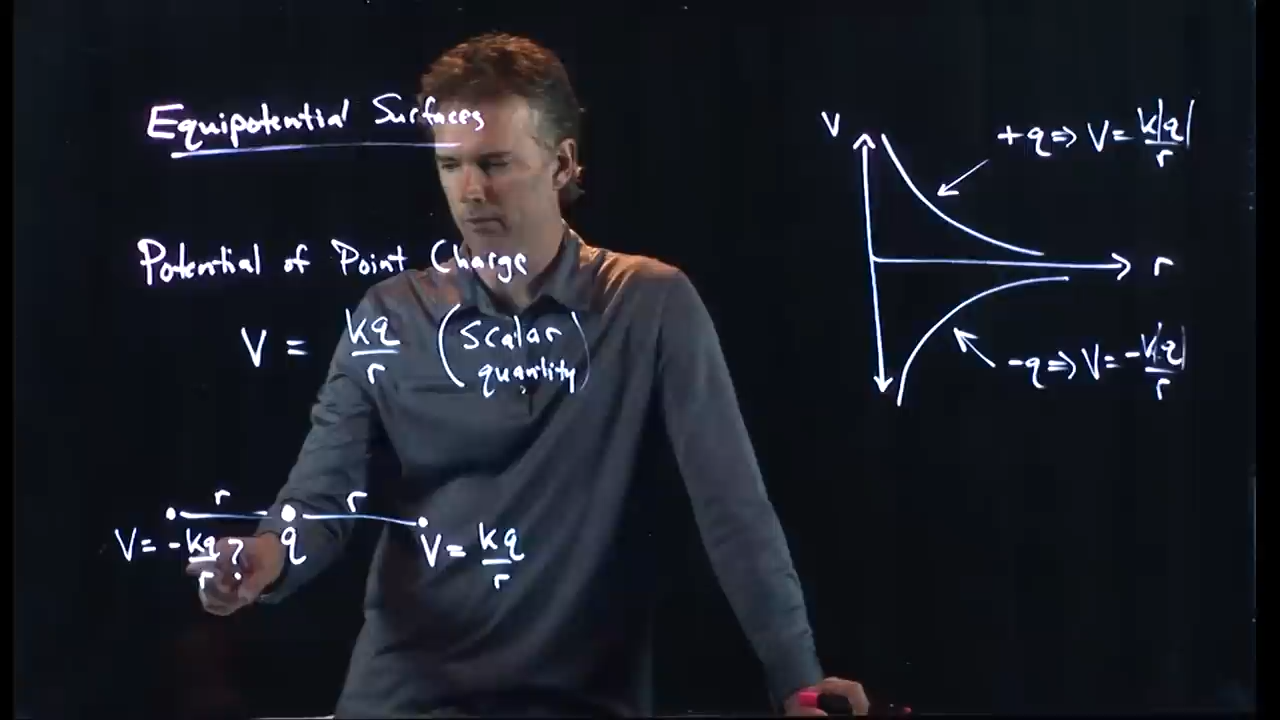 Equipotential Surfaces
Potential of Point Charge
V = kq/r (scalar quantity)
r r
V = -kq/r ? q V = kq/r
V
+q ⇒ V = k|q|/r
r
-q ⇒ V = -k|q|/r